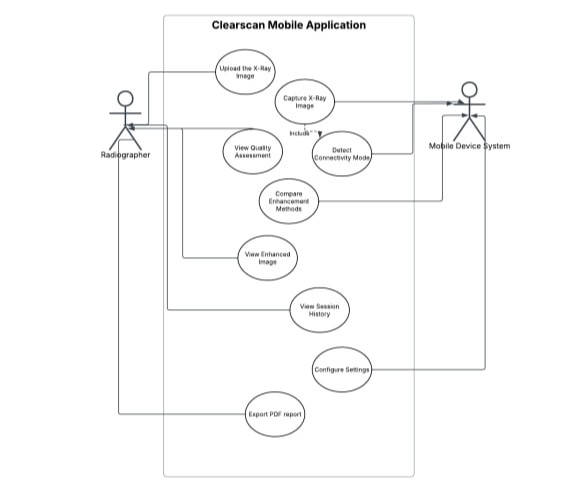 Clearscan Mobile Application
Upload the X-Ray
Image
Capture X-Ray
Image
Include
View Quality
Assessment
Detect
Connectivity Mode
Radiographer
Mobile Device System
Compare
Enhancement
Methods
View Enhanced
Image
View Session
History
Configure Settings
Export PDF report